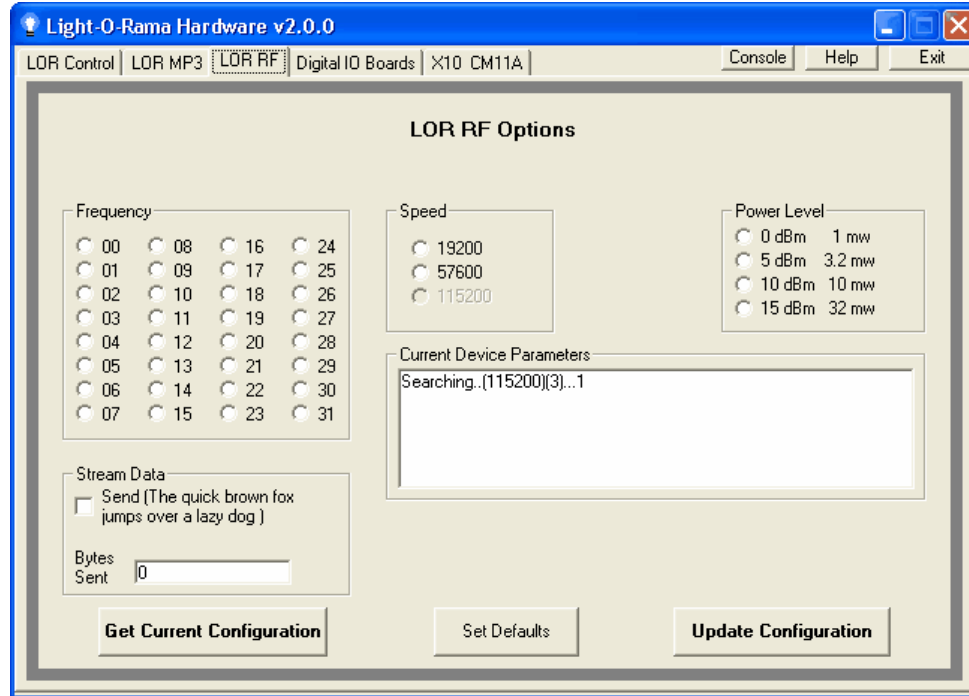 Light-O-Rama Hardware v2.0.0
LOR Control LOR MP3 LOR RF Digital IO Boards X10 CM11A Console Help Exit
LOR RF Options
Frequency
00 08 16 24
01 09 17 25
02 10 18 26
03 11 19 27
04 12 20 28
05 13 21 29
06 14 22 30
07 15 23 31
Speed
19200
57600
115200
Power Level
0 dBm 1 mw
5 dBm 3.2 mw
10 dBm 10 mw
15 dBm 32 mw
Current Device Parameters
Searching..(115200)(3)...1
Stream Data
Send (The quick brown fox
jumps over a lazy dog )
Bytes
Sent 0
Get Current Configuration Set Defaults Update Configuration